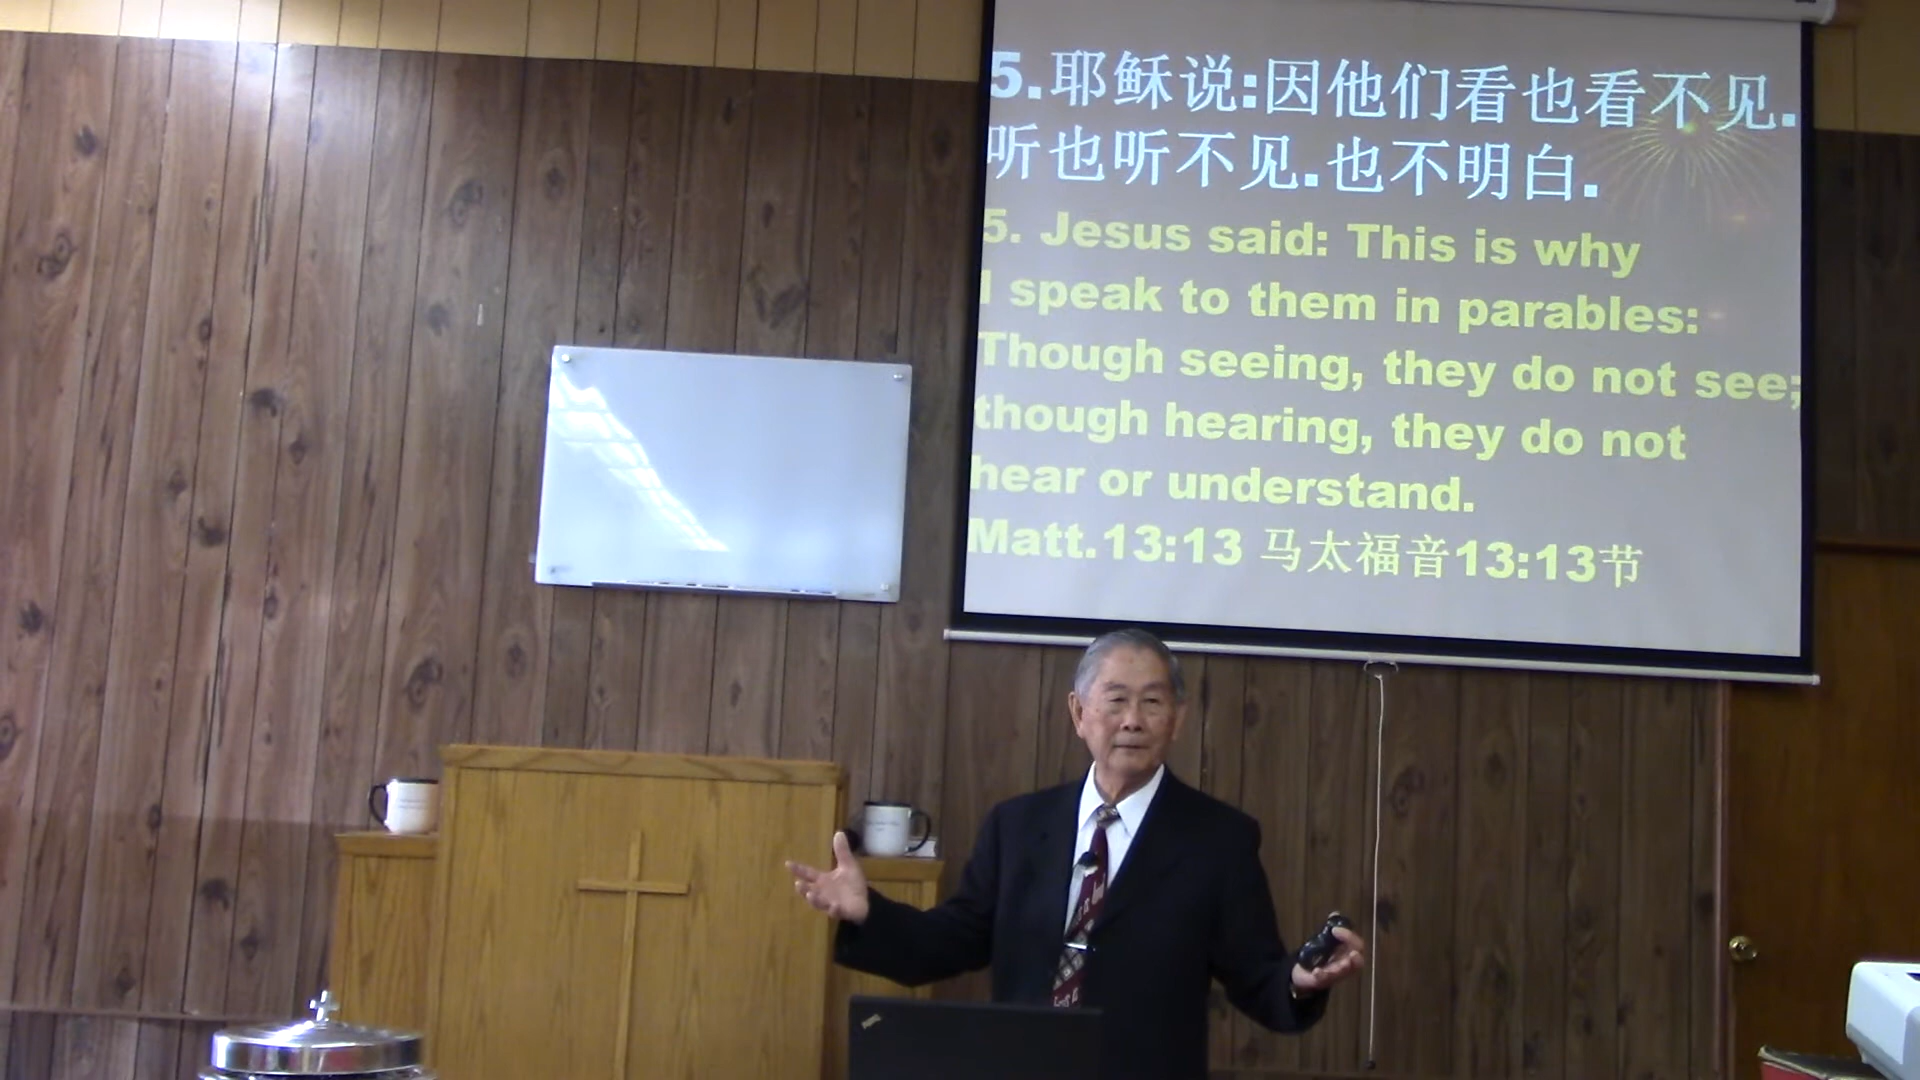 5.耶稣说:因他们看也看不见.
听也听不见.也不明白.
5. Jesus said: This is why
I speak to them in parables:
Though seeing, they do not see;
though hearing, they do not
hear or understand.
Matt.13:13 马太福音13:13节